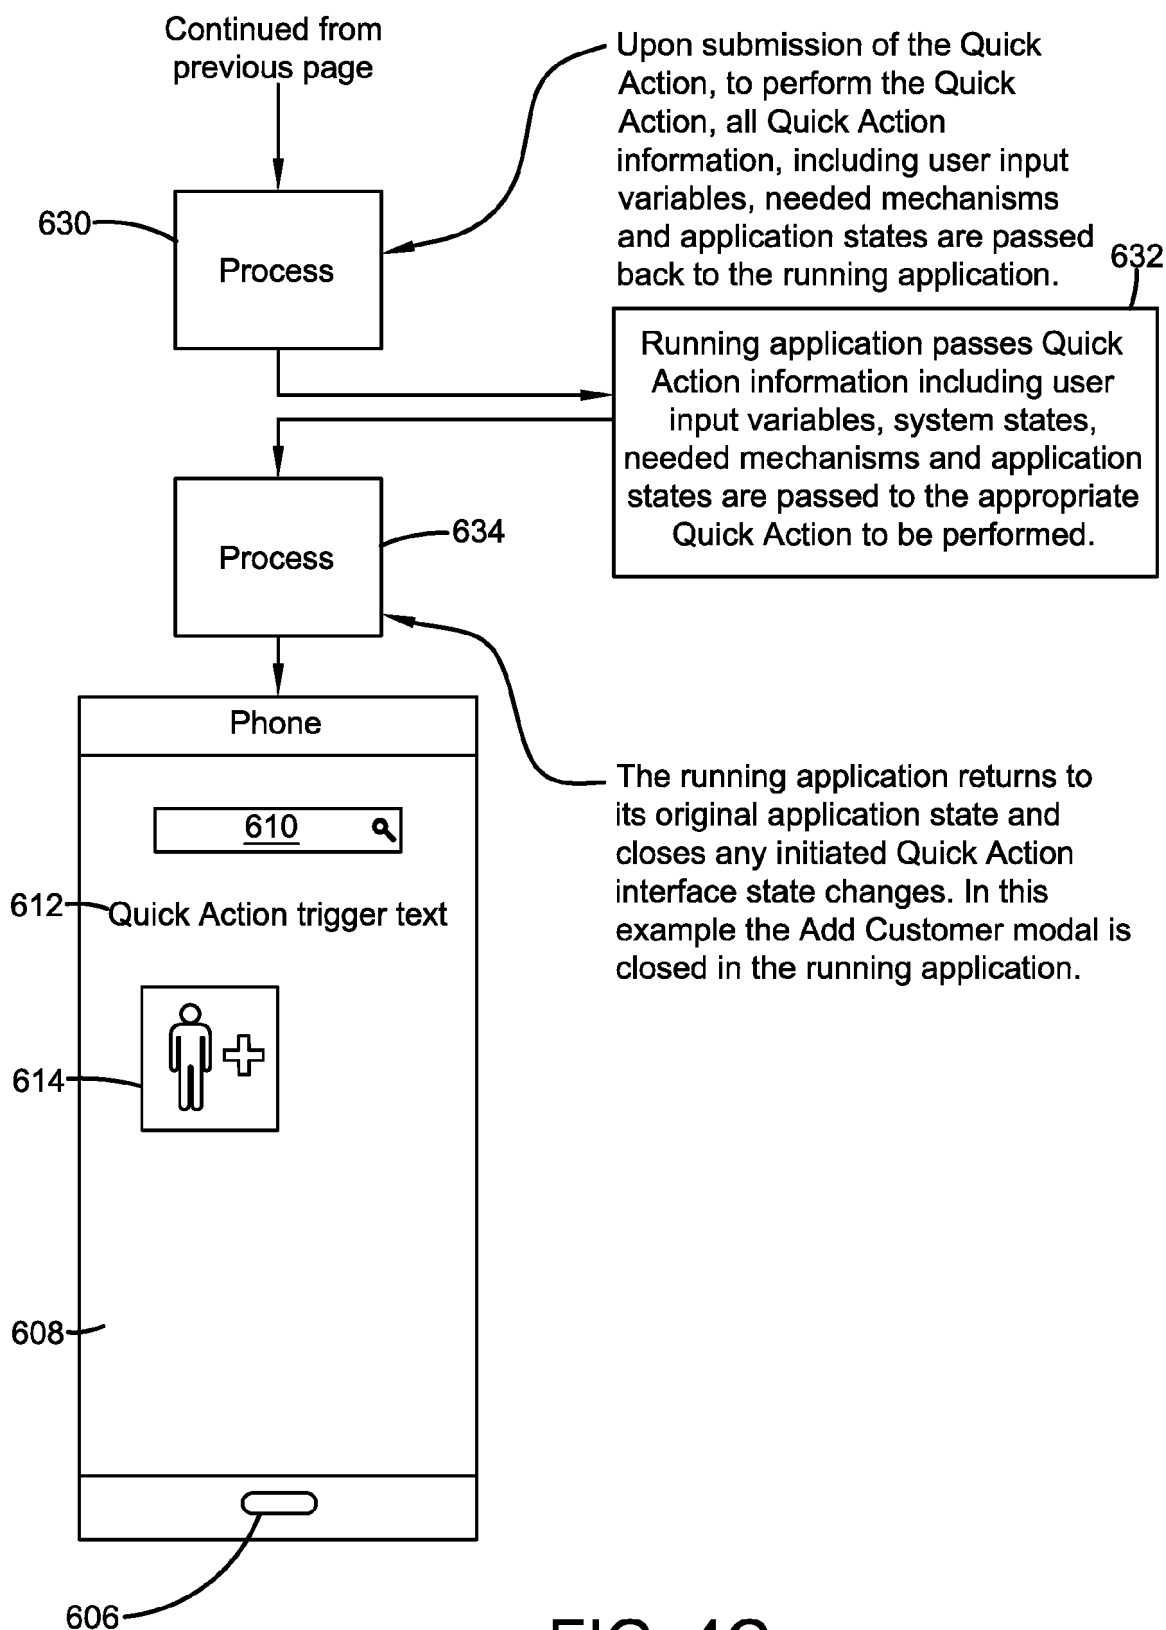 Continued from
previous page
Upon submission of the Quick
Action, to perform the Quick
Action, all Quick Action
information, including user input
variables, needed mechanisms
and application states are passed
back to the running application.
630
Process
632
Running application passes Quick
Action information including user
input variables, system states,
needed mechanisms and application
states are passed to the appropriate
Quick Action to be performed.
634
Process
Phone
610
612
Quick Action trigger text
The running application returns to
its original application state and
closes any initiated Quick Action
interface state changes. In this
example the Add Customer modal is
closed in the running application.
614
608
606
FIG. 4C